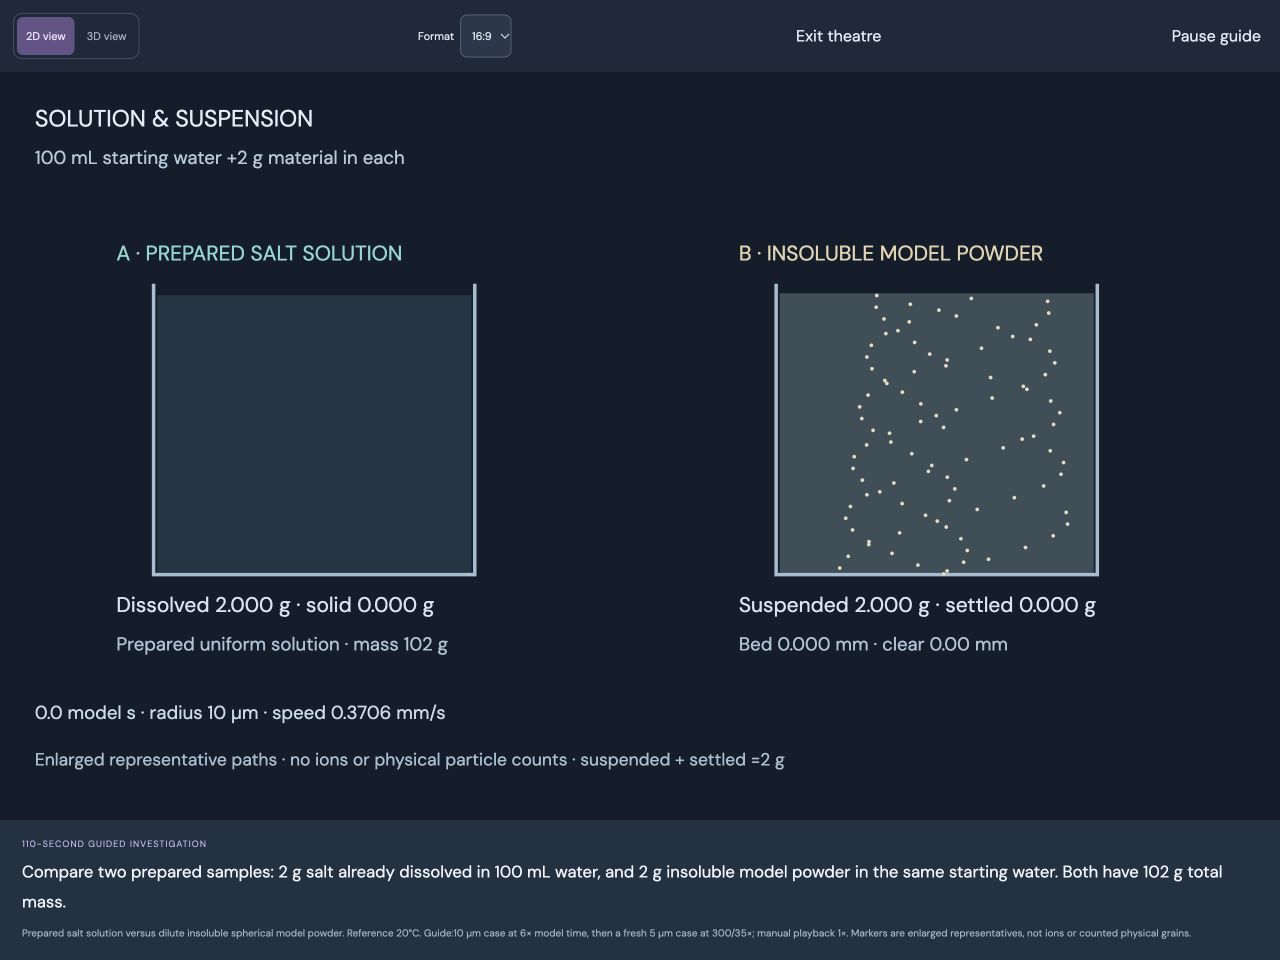 2D view 3D view Format 16:9 Exit theatre Pause guide
SOLUTION & SUSPENSION
100 mL starting water +2 g material in each
A · PREPARED SALT SOLUTION
B · INSOLUBLE MODEL POWDER
Dissolved 2.000 g · solid 0.000 g
Suspended 2.000 g · settled 0.000 g
Prepared uniform solution · mass 102 g
Bed 0.000 mm · clear 0.00 mm
0.0 model s · radius 10 µm · speed 0.3706 mm/s
Enlarged representative paths · no ions or physical particle counts · suspended + settled =2 g
110-SECOND GUIDED INVESTIGATION
Compare two prepared samples: 2 g salt already dissolved in 100 mL water, and 2 g insoluble model powder in the same starting water. Both have 102 g total
mass.
Prepared salt solution versus dilute insoluble spherical model powder. Reference 20°C. Guide:10 µm case at 6× model time, then a fresh 5 µm case at 300/35×; manual playback 1×. Markers are enlarged representatives, not ions or counted physical grains.